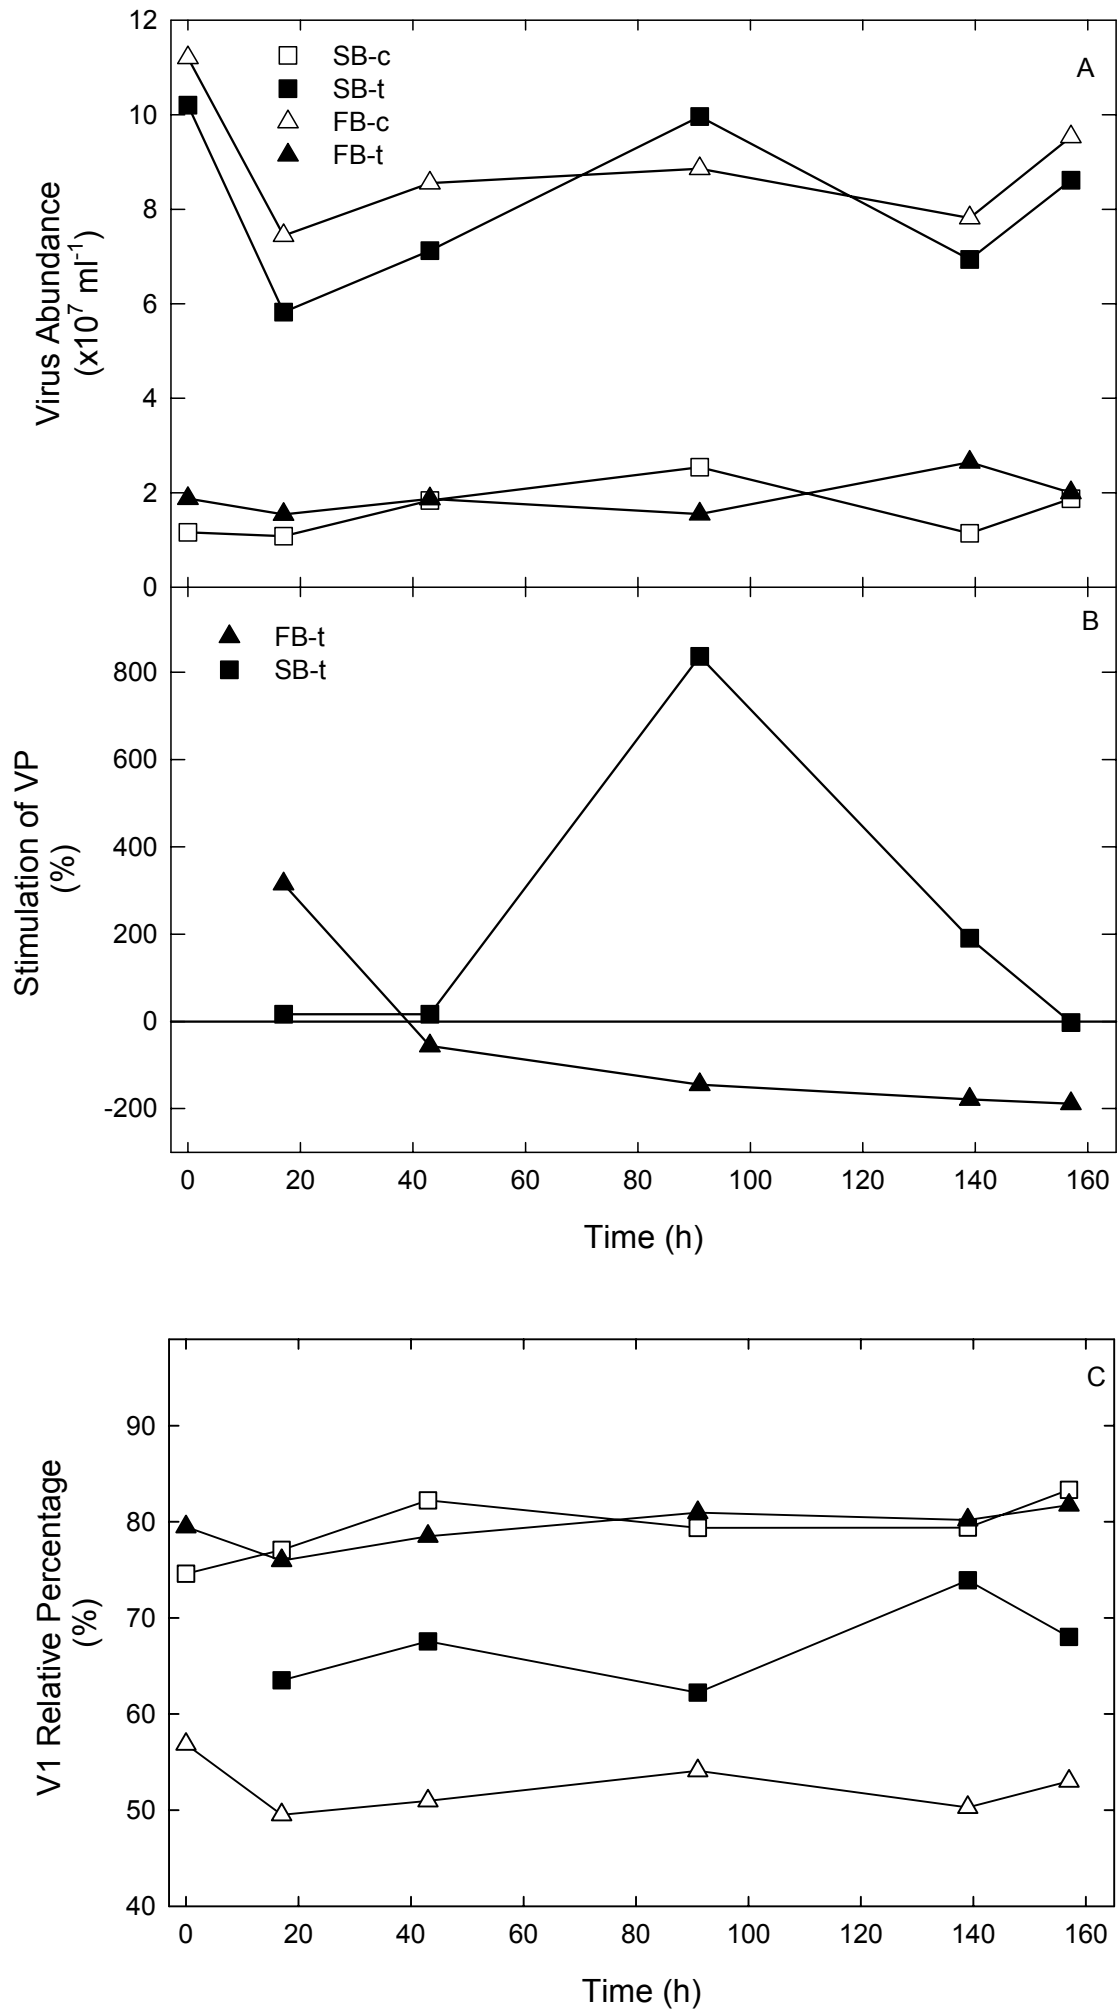 12
10
8
6
4
2
0
Virus Abundance
(x10⁷ ml⁻¹)
SB-c
SB-t
FB-c
FB-t
A
800
600
400
200
0
-200
Stimulation of VP
(%)
FB-t
SB-t
B
0 20 40 60 80 100 120 140 160
Time (h)
90
80
70
60
50
40
V1 Relative Percentage
(%)
C
0 20 40 60 80 100 120 140 160
Time (h)